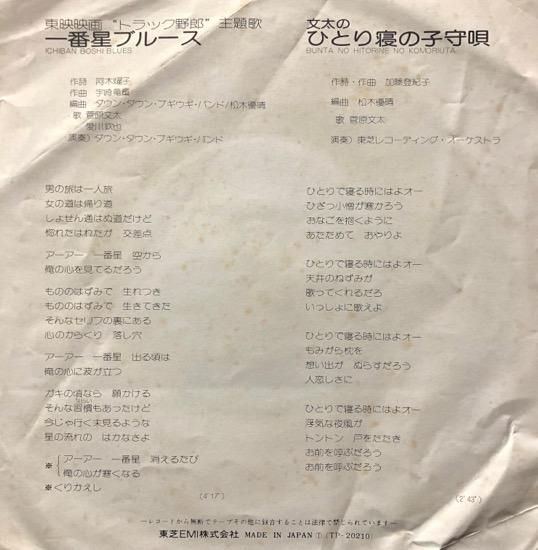 東映映画 “トラック野郎” 主題歌
一番星ブルース
ICHIBAN BOSHI BLUES
作詩 阿木燿子
作曲 宇崎竜童
編曲 ダウン・タウン・ブギウギ・バンド/松木優晴
歌 菅原文太
愛川欽也
演奏) ダウン・タウン・ブギウギ・バンド
男の旅は一人旅
女の道は帰り道
しょせん通はぬ道だけど
惚れたはれたが 交差点
アーアー 一番星 空から
俺の心を見てるだろう
もののはずみで 生れつき
もののはずみで 生きてきた
そんなセリフの裏にある
心のからくり 落し穴
アーアー 一番星 出る頃は
俺の心に波が立つ
ガキの頃なら 願かける
そんな習慣もあったけど
今じゃ行く末見るような
星の流れの はかなさよ
※ アーアー 一番星 消えるたび
俺の心が寒くなる
※くりかえし
(4'17")
文太の
ひとり寝の子守唄
BUNTA NO HITORINE NO KOMORIUTA
作詩・作曲 加藤登紀子
編曲 松木優晴
歌 菅原文太
演奏) 東芝レコーディング・オーケストラ
ひとりで寝る時にはよオー
ひざっ小僧が寒かろう
おなごを抱くように
あたためて おやりよ
ひとりで寝る時にはよオー
天井のねずみが
歌ってくれるだろ
いっしょに歌えよ
ひとりで寝る時にはよオー
もみがら枕を
想い出が ぬらすだろう
人恋しさに
ひとりで寝る時にはよオー
浮気な夜風が
トントン 戸をたたき
お前を呼ぶだろう
お前を呼ぶだろう
(2'43")
—レコードから無断でテープその他に録音することは法律で禁じられています—
東芝EMI株式会社 MADE IN JAPAN Ⓣ (TP-20210)